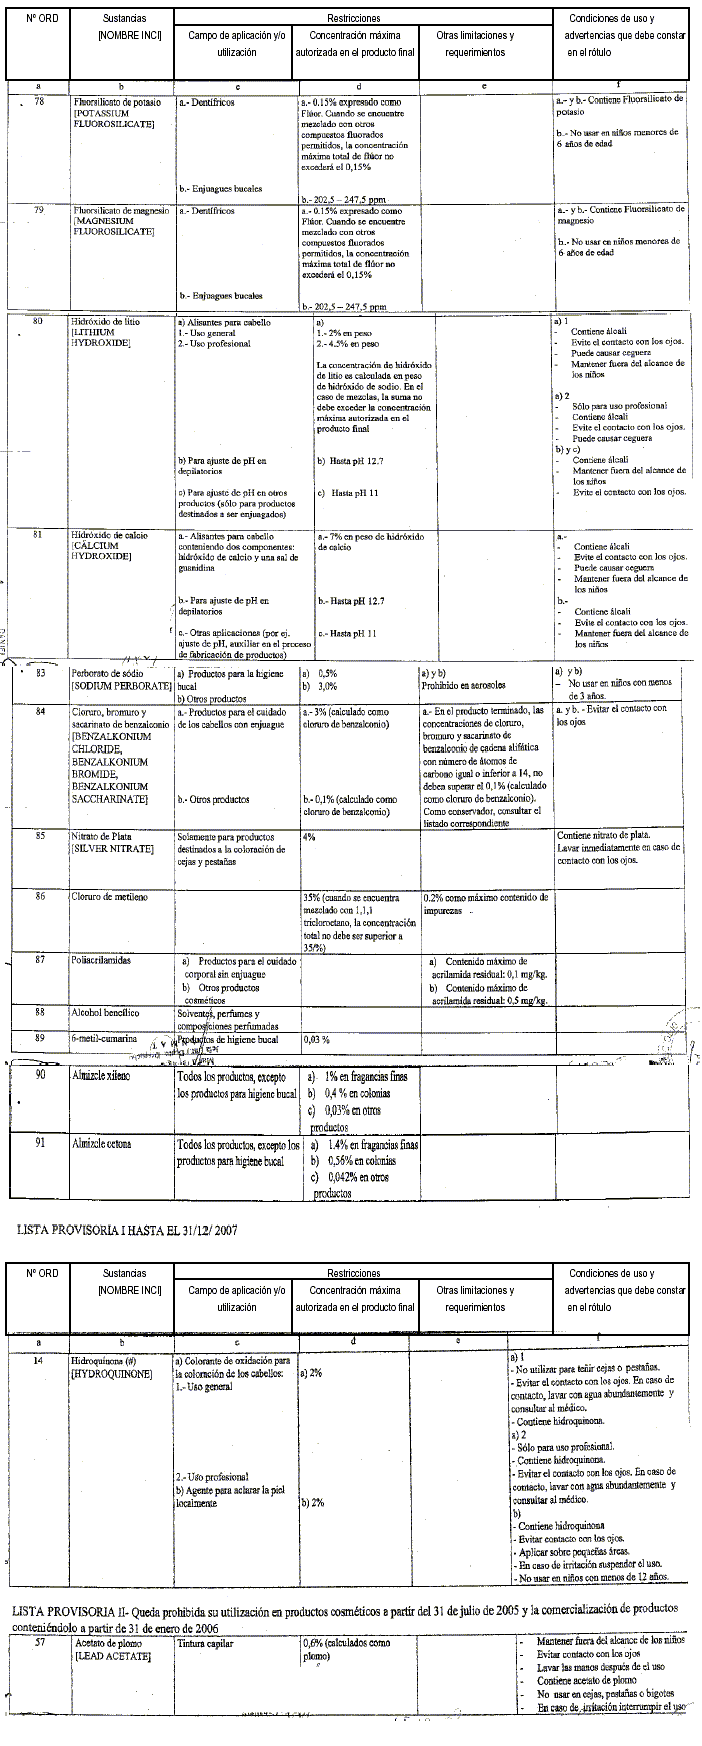 Nº ORD
Sustancias
[NOMBRE INCI]
Restricciones
Campo de aplicación y/o
utilización
Concentración máxima
autorizada en el producto final
Otras limitaciones y
requerimientos
Condiciones de uso y
advertencias que debe constar
en el rótulo
a
b
c
d
e
f
78
Fluorsilicato de potasio
[POTASSIUM
FLUOROSILICATE]
a.- Dentífricos
b.- Enjuagues bucales
a.- 0.15% expresado como
Flúor. Cuando se encuentre
mezclado con otros
compuestos fluorados
permitidos, la concentración
máxima total de flúor no
excederá el 0,15%
b.- 202,5 – 247,5 ppm
a.- y b.- Contiene Fluorsilicato de
potasio
b.- No usar en niños menores de
6 años de edad
79
Fluorsilicato de magnesio
[MAGNESIUM
FLUOROSILICATE]
a.- Dentífricos
b.- Enjuagues bucales
a.- 0.15% expresado como
Flúor. Cuando se encuentre
mezclado con otros
compuestos fluorados
permitidos, la concentración
máxima total de flúor no
excederá el 0,15%
b.- 202,5 – 247,5 ppm
a.- y b.- Contiene Fluorsilicato de
magnesio
b.- No usar en niños menores de
6 años de edad
80
Hidróxido de litio
[LITHIUM
HYDROXIDE]
a) Alisantes para cabello
1.- Uso general
2.- Uso profesional
b) Para ajuste de pH en
depilatorios
c) Para ajuste de pH en otros
productos (sólo para productos
destinados a ser enjuagados)
a)
1.- 2% en peso
2.- 4.5% en peso
La concentración de hidróxido
de litio es calculada en peso
de hidróxido de sodio. En el
caso de mezclas, la suma no
debe exceder la concentración
máxima autorizada en el
producto final
b) Hasta pH 12.7
c) Hasta pH 11
a) 1
- Contiene álcali
- Evite el contacto con los ojos.
- Puede causar ceguera
- Mantener fuera del alcance de
los niños
a) 2
- Sólo para uso profesional
- Contiene álcali
- Evite el contacto con los ojos.
- Puede causar ceguera
b) y c)
- Contiene álcali
- Mantener fuera del alcance de
los niños
- Evite el contacto con los ojos.
81
Hidróxido de calcio
[CALCIUM
HYDROXIDE]
a.- Alisantes para cabello
conteniendo dos componentes:
hidróxido de calcio y una sal de
guanidina
b.- Para ajuste de pH en
depilatorios
c.- Otras aplicaciones (por ej.
ajuste de pH, auxiliar en el proceso
de fabricación de productos)
a.- 7% en peso de hidróxido
de calcio
b.- Hasta pH 12.7
c.- Hasta pH 11
a.-
- Contiene álcali
- Evite el contacto con los ojos.
- Puede causar ceguera
- Mantener fuera del alcance de
los niños
b.-
- Contiene álcali
- Evite el contacto con los ojos.
- Mantener fuera del alcance de
los niños
83
Perborato de sódio
[SODIUM PERBORATE]
a) Productos para la higiene
bucal
b) Otros productos
a) 0,5%
b) 3,0%
a) y b)
Prohibido en aerosoles
a) y b)
– No usar en niños con menos
de 3 años.
84
Cloruro, bromuro y
sacarinato de benzalconio
[BENZALKONIUM
CHLORIDE,
BENZALKONIUM
BROMIDE,
BENZALKONIUM
SACCHARINATE]
a.- Productos para el cuidado
de los cabellos con enjuague
b.- Otros productos
a.- 3% (calculado como
cloruro de benzalconio)
b.- 0,1% (calculado como
cloruro de benzalconio)
a.- En el producto terminado, las
concentraciones de cloruro,
bromuro y sacarinato de
benzalconio de cadena alifática
con número de átomos de
carbono igual o inferior a 14, no
deben superar el 0,1% (calculado
como cloruro de benzalconio).
Como conservador, consultar el
listado correspondiente
a. y b. - Evitar el contacto con
los ojos
85
Nitrato de Plata
[SILVER NITRATE]
Solamente para productos
destinados a la coloración de
cejas y pestañas
4%
Contiene nitrato de plata.
Lavar inmediatamente en caso de
contacto con los ojos.
86
Cloruro de metileno
35% (cuando se encuentra
mezclado con 1,1,1
tricloroetano, la concentración
total no debe ser superior a
35/%)
0.2% como máximo contenido de
impurezas
87
Poliacrilamidas
a) Productos para el cuidado
corporal sin enjuague
b) Otros productos
cosméticos
a) Contenido máximo de
acrilamida residual: 0,1 mg/kg.
b) Contenido máximo de
acrilamida residual: 0,5 mg/kg.
88
Alcohol bencílico
Solventes, perfumes y
composiciones perfumadas
89
6-metil-cumarina
Productos de higiene bucal
0,03 %
90
Almizcle xileno
Todos los productos, excepto
los productos para higiene bucal
a) 1% en fragancias finas
b) 0,4 % en colonias
c) 0,03% en otros
productos
91
Almizcle cetona
Todos los productos, excepto los
productos para higiene bucal
a) 1.4% en fragancias finas
b) 0,56% en colonias
c) 0,042% en otros
productos
LISTA PROVISORIA I HASTA EL 31/12/ 2007
Nº ORD
Sustancias
[NOMBRE INCI]
Restricciones
Campo de aplicación y/o
utilización
Concentración máxima
autorizada en el producto final
Otras limitaciones y
requerimientos
Condiciones de uso y
advertencias que debe constar
en el rótulo
a
b
c
d
e
f
14
Hidroquinona (#)
[HYDROQUINONE]
a) Colorante de oxidación para
la coloración de los cabellos:
1.- Uso general
2.- Uso profesional
b) Agente para aclarar la piel
localmente
a) 2%
b) 2%
a) 1
- No utilizar para teñir cejas o pestañas.
- Evitar el contacto con los ojos. En caso de
contacto, lavar con agua abundantemente y
consultar al médico.
- Contiene hidroquinona.
a) 2
- Sólo para uso profesional.
- Contiene hidroquinona.
- Evitar el contacto con los ojos. En caso de
contacto, lavar con agua abundantemente y
consultar al médico.
b)
- Contiene hidroquinona
- Evitar contacto con los ojos.
- Aplicar sobre pequeñas áreas.
- En caso de irritación suspender el uso.
- No usar en niños con menos de 12 años.
LISTA PROVISORIA II- Queda prohibida su utilización en productos cosméticos a partir del 31 de julio de 2005 y la comercialización de productos
conteniéndolo a partir de 31 de enero de 2006
57
Acetato de plomo
[LEAD ACETATE]
Tintura capilar
0,6% (calculados como
plomo)
- Mantener fuera del alcance de los niños
- Evitar contacto con los ojos
- Lavar las manos después de el uso
- Contiene acetato de plomo
- No usar en cejas, pestañas o bigotes
- En caso de irritación interrumpir el uso